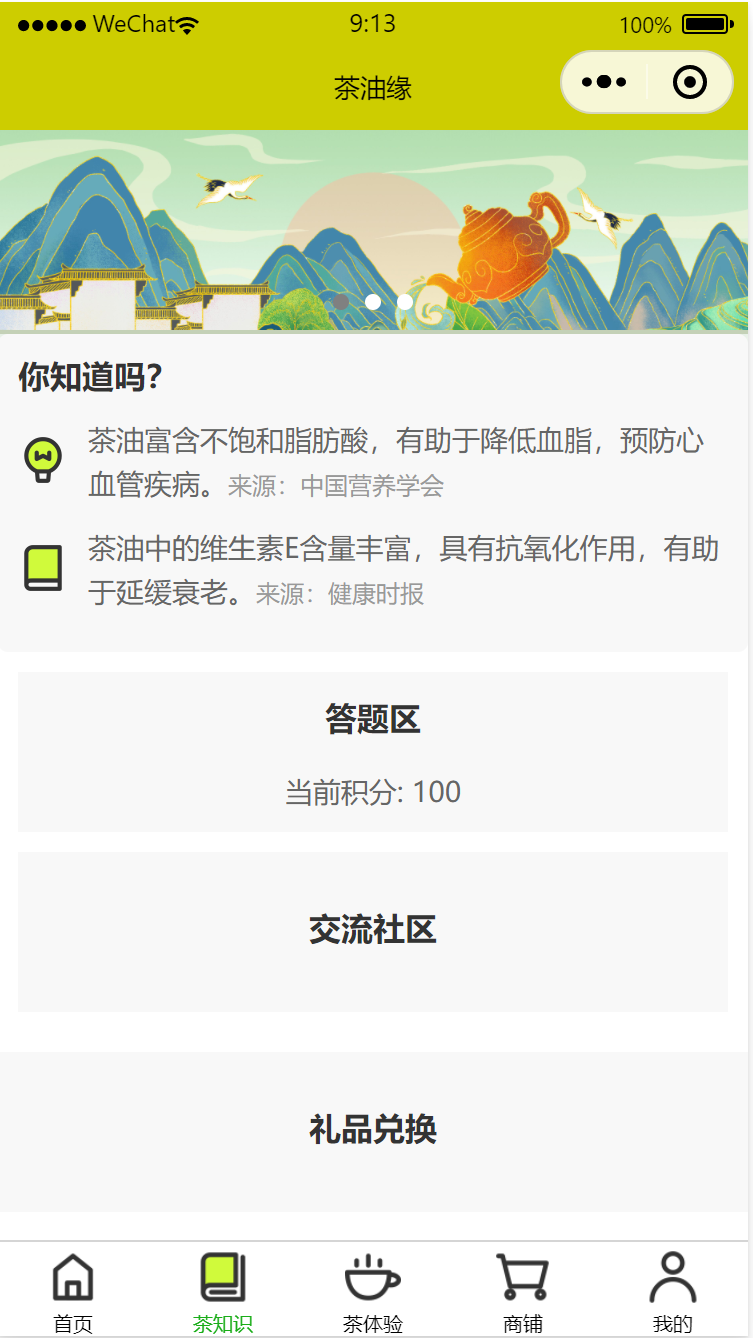 WeChat 9:13 100%
茶油缘
你知道吗?
茶油富含不饱和脂肪酸，有助于降低血脂，预防心
血管疾病。来源：中国营养学会
茶油中的维生素E含量丰富，具有抗氧化作用，有助
于延缓衰老。来源：健康时报
答题区
当前积分: 100
交流社区
礼品兑换
首页 茶知识 茶体验 商铺 我的